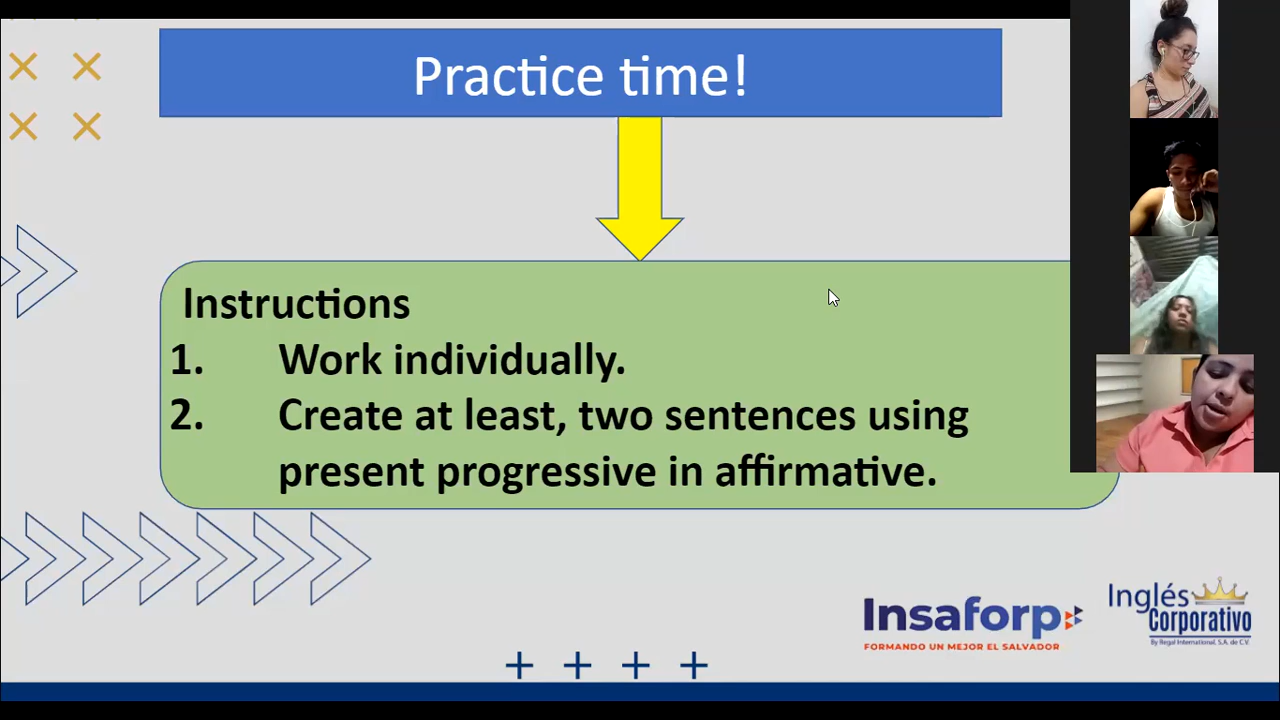 Practice time!
Instructions
1. Work individually.
2. Create at least, two sentences using
present progressive in affirmative.
Insaforp
FORMANDO UN MEJOR EL SALVADOR
Inglés
Corporativo
By Regal International, S.A. de C.V.